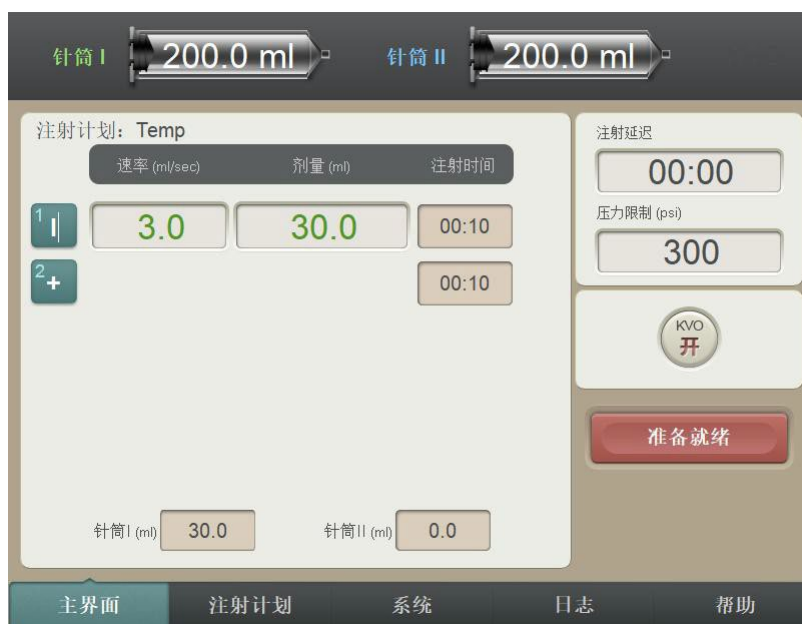 针筒 I 200.0 ml 针筒 II 200.0 ml
注射计划：Temp
速率 (ml/sec) 剂量 (ml) 注射时间
1 I 3.0 30.0 00:10
2 + 00:10
针筒I (ml) 30.0 针筒II (ml) 0.0
注射延迟
00:00
压力限制 (psi)
300
KVO
开
准备就绪
主界面 注射计划 系统 日志 帮助